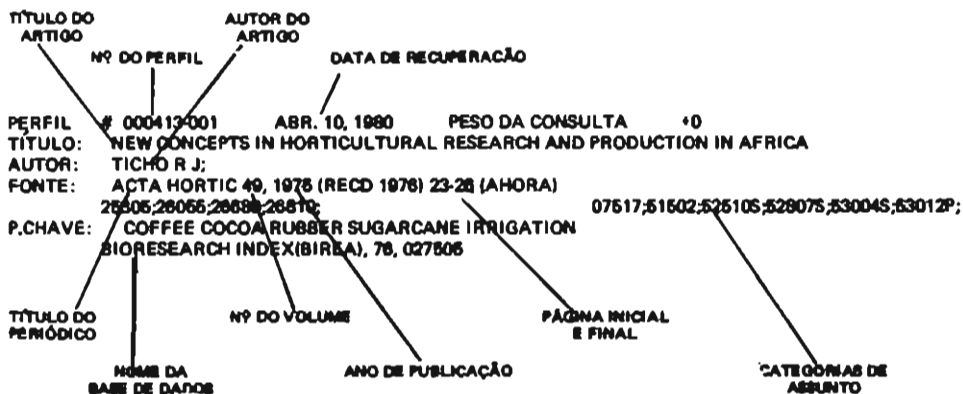 TÍTULO DO ARTIGO
AUTOR DO ARTIGO
Nº DO PERFIL
DATA DE RECUPERAÇÃO
PERFIL # 000413-001 ABR. 10, 1980 PESO DA CONSULTA +0
TÍTULO: NEW CONCEPTS IN HORTICULTURAL RESEARCH AND PRODUCTION IN AFRICA
AUTOR: TICHO R J;
FONTE: ACTA HORTIC 49, 1975 (RECD 1976) 23-26 (AHORA)
07517;51502;52510S;52807S;53004S;53012P;
P.CHAVE: COFFEE COCOA RUBBER SUGARCANE IRRIGATION
BIORESEARCH INDEX(BIREA), 76, 027505
TÍTULO DO PERIÓDICO
Nº DO VOLUME
PÁGINA INICIAL E FINAL
NOME DA BASE DE DADOS
ANO DE PUBLICAÇÃO
CATEGORIAS DE ASSUNTO